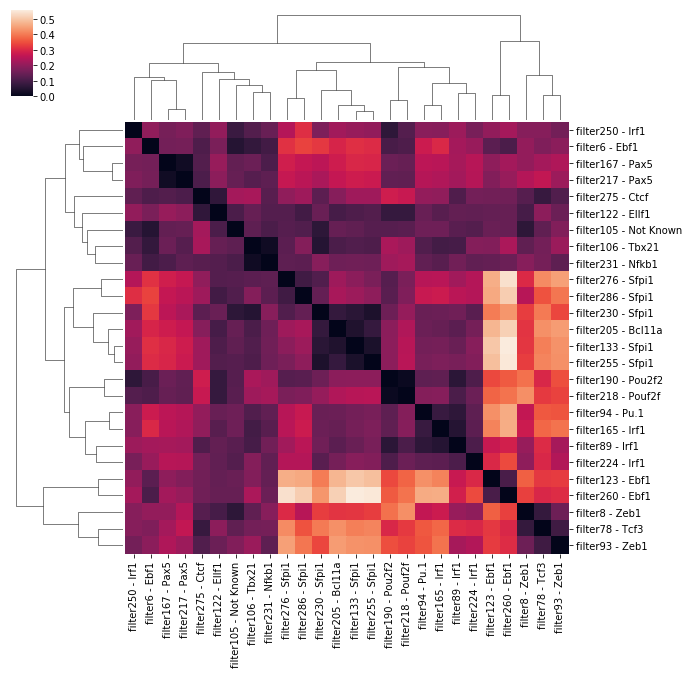 0.5
0.4
0.3
0.2
0.1
0.0
filter250 - Irf1
filter6 - Ebf1
filter167 - Pax5
filter217 - Pax5
filter275 - Ctcf
filter122 - Ellf1
filter105 - Not Known
filter106 - Tbx21
filter231 - Nfkb1
filter276 - Sfpi1
filter286 - Sfpi1
filter230 - Sfpi1
filter205 - Bcl11a
filter133 - Sfpi1
filter255 - Sfpi1
filter190 - Pou2f2
filter218 - Pouf2f
filter94 - Pu.1
filter165 - Irf1
filter89 - Irf1
filter224 - Irf1
filter123 - Ebf1
filter260 - Ebf1
filter8 - Zeb1
filter78 - Tcf3
filter93 - Zeb1
filter250 - Irf1
filter6 - Ebf1
filter167 - Pax5
filter217 - Pax5
filter275 - Ctcf
filter122 - Ellf1
filter105 - Not Known
filter106 - Tbx21
filter231 - Nfkb1
filter276 - Sfpi1
filter286 - Sfpi1
filter230 - Sfpi1
filter205 - Bcl11a
filter133 - Sfpi1
filter255 - Sfpi1
filter190 - Pou2f2
filter218 - Pouf2f
filter94 - Pu.1
filter165 - Irf1
filter89 - Irf1
filter224 - Irf1
filter123 - Ebf1
filter260 - Ebf1
filter8 - Zeb1
filter78 - Tcf3
filter93 - Zeb1